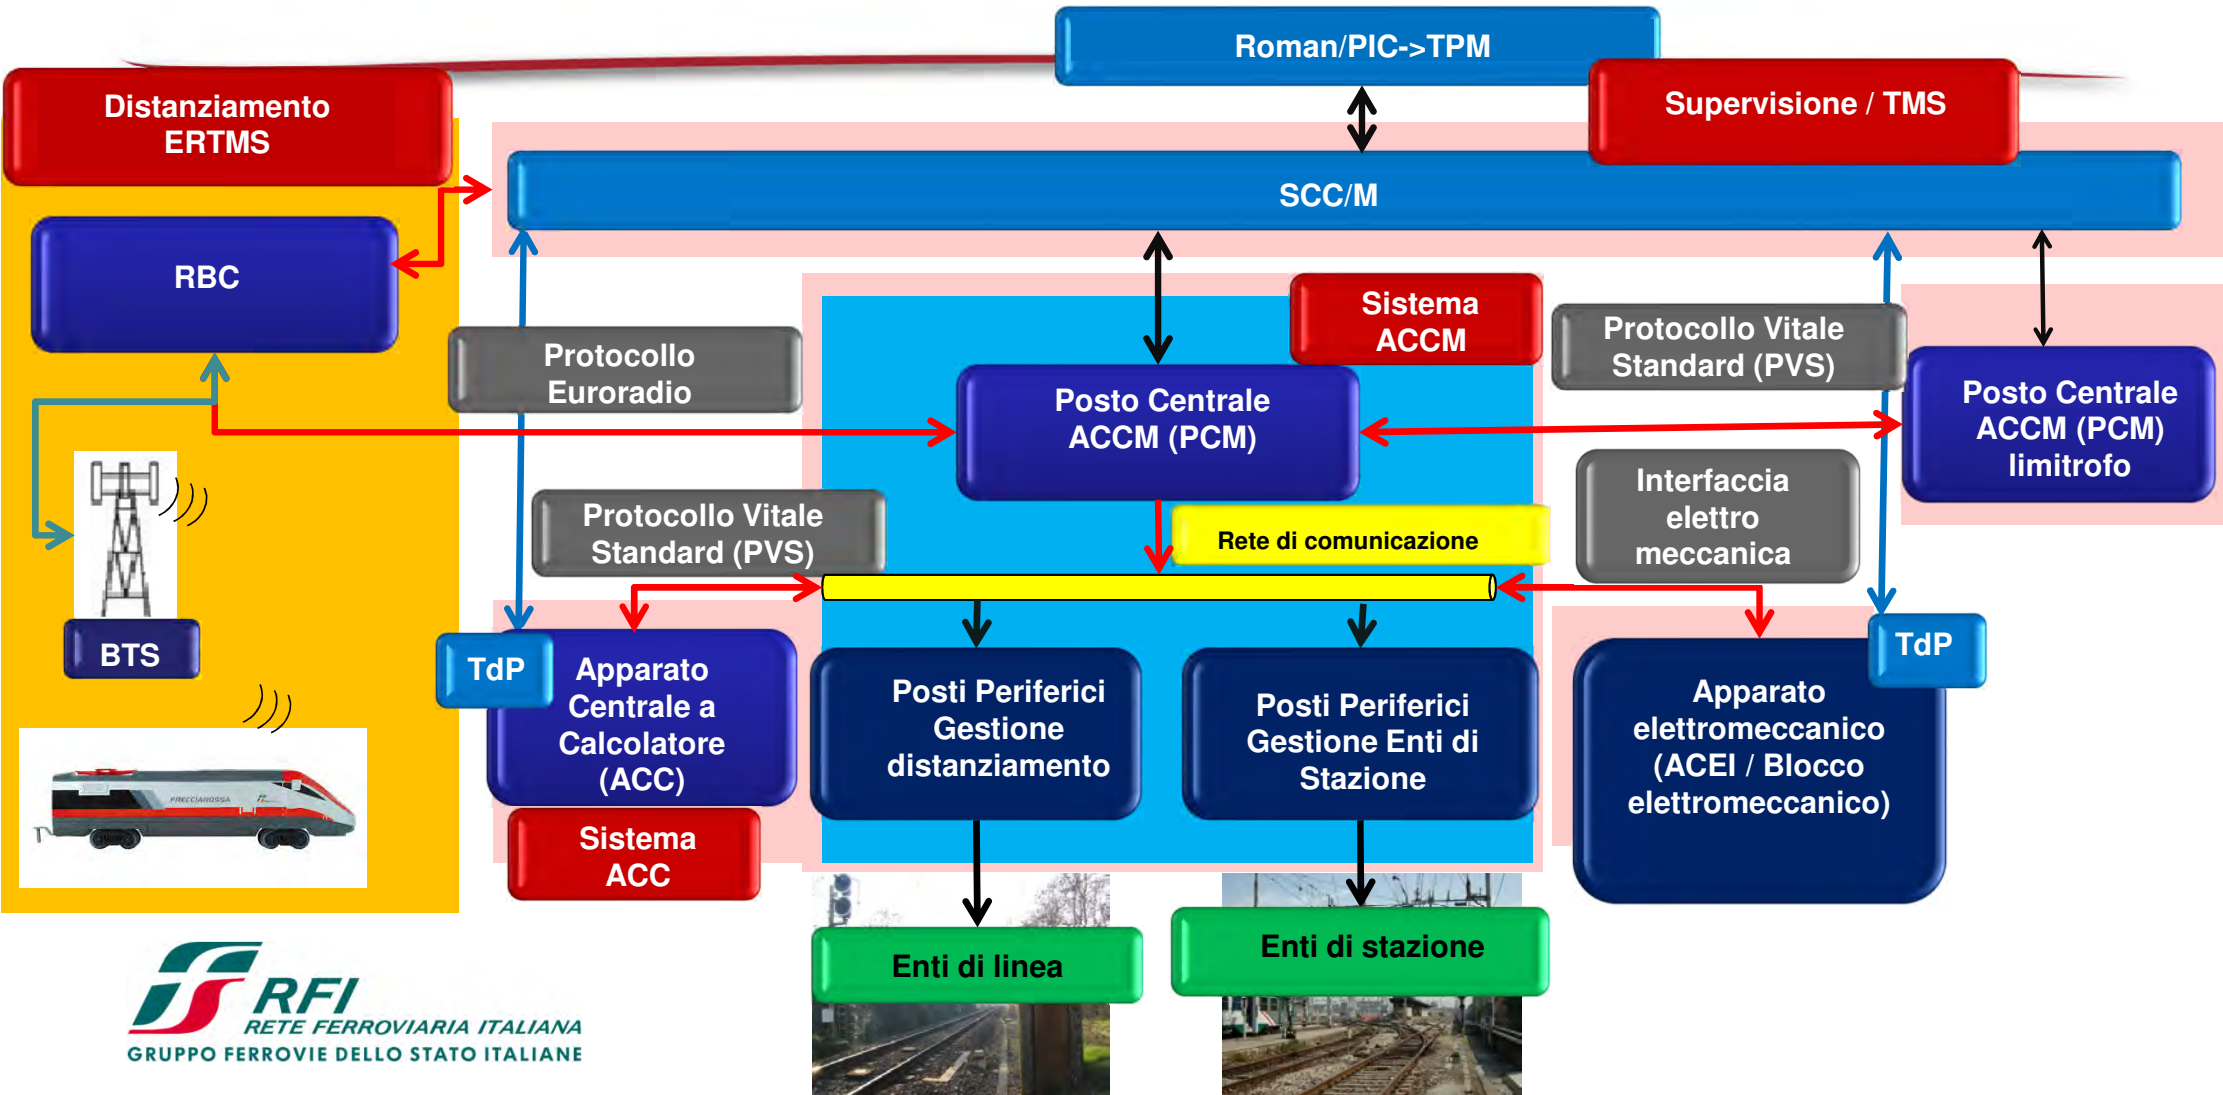 Roman/PIC->TPM
Distanziamento
ERTMS
Supervisione / TMS
SCC/M
RBC
Sistema
ACCM
Protocollo
Euroradio
Protocollo Vitale
Standard (PVS)
Posto Centrale
ACCM (PCM)
Posto Centrale
ACCM (PCM)
limitrofo
Interfaccia
elettro
meccanica
Protocollo Vitale
Standard (PVS)
Rete di comunicazione
BTS
TdP
Apparato
Centrale a
Calcolatore
(ACC)
Posti Periferici
Gestione
distanziamento
Posti Periferici
Gestione Enti di
Stazione
TdP
Apparato
elettromeccanico
(ACEI / Blocco
elettromeccanico)
FRECCIAROSSA
Sistema
ACC
Enti di linea
Enti di stazione
RFI
RETE FERROVIARIA ITALIANA
GRUPPO FERROVIE DELLO STATO ITALIANE